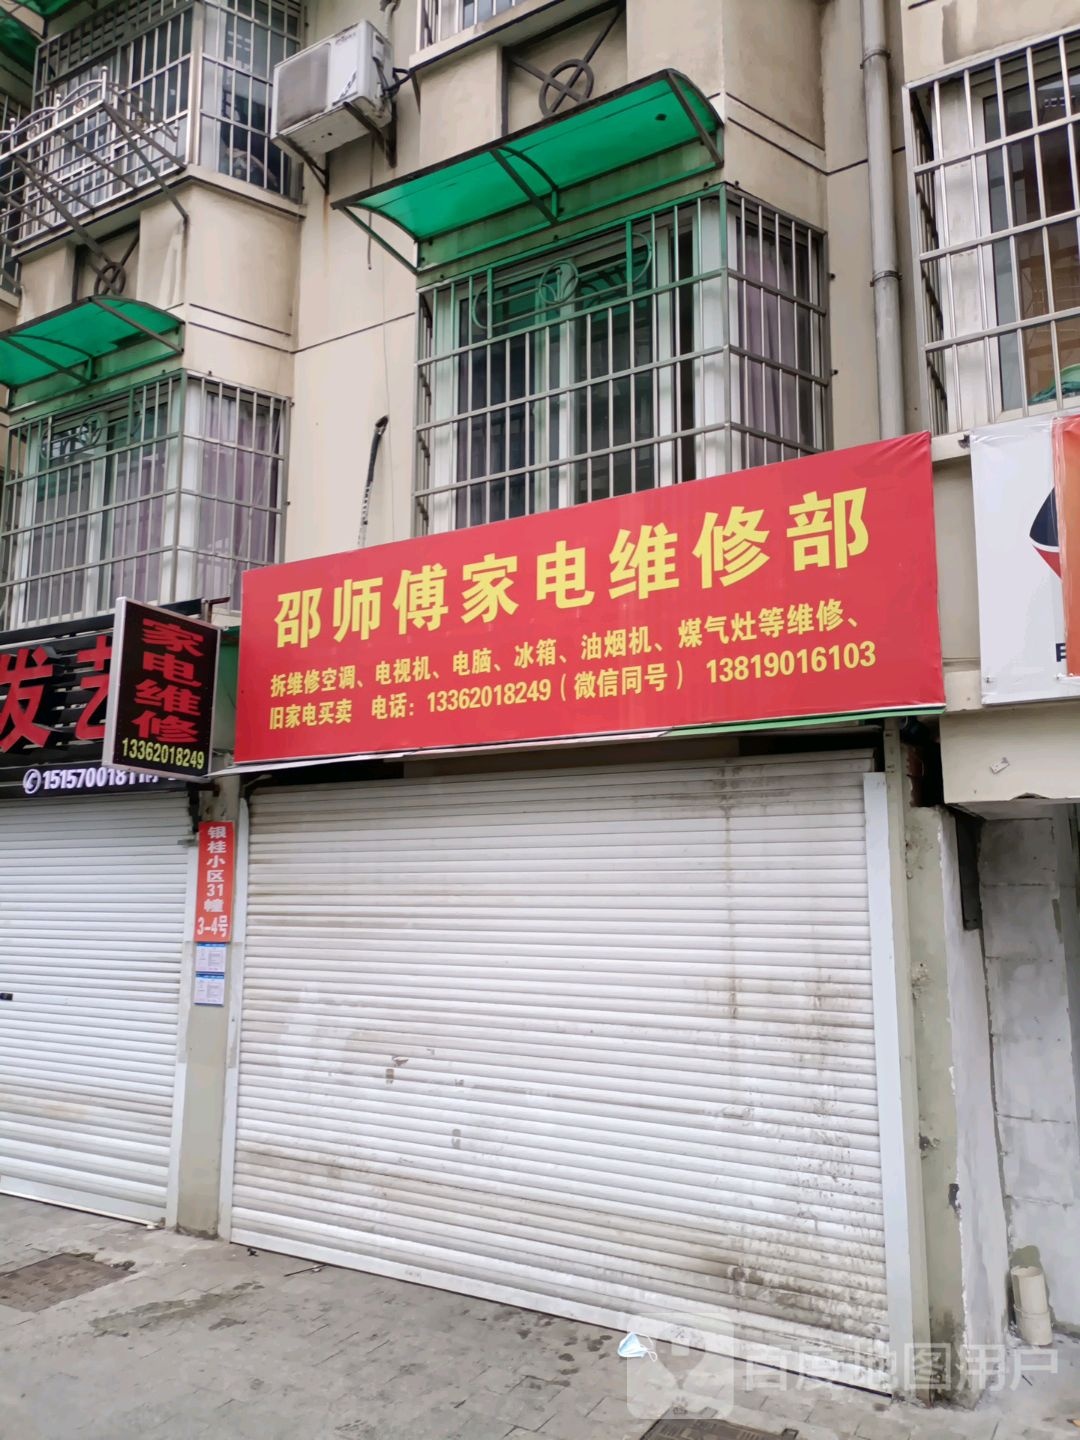 邵师傅家电维修部
拆维修空调、电视机、电脑、冰箱、油烟机、煤气灶等维修、
旧家电买卖 电话：13362018249（微信同号） 13819016103
家电维修
13362018249
发艺
银桂小区31幢
3-4号
百度地图用户